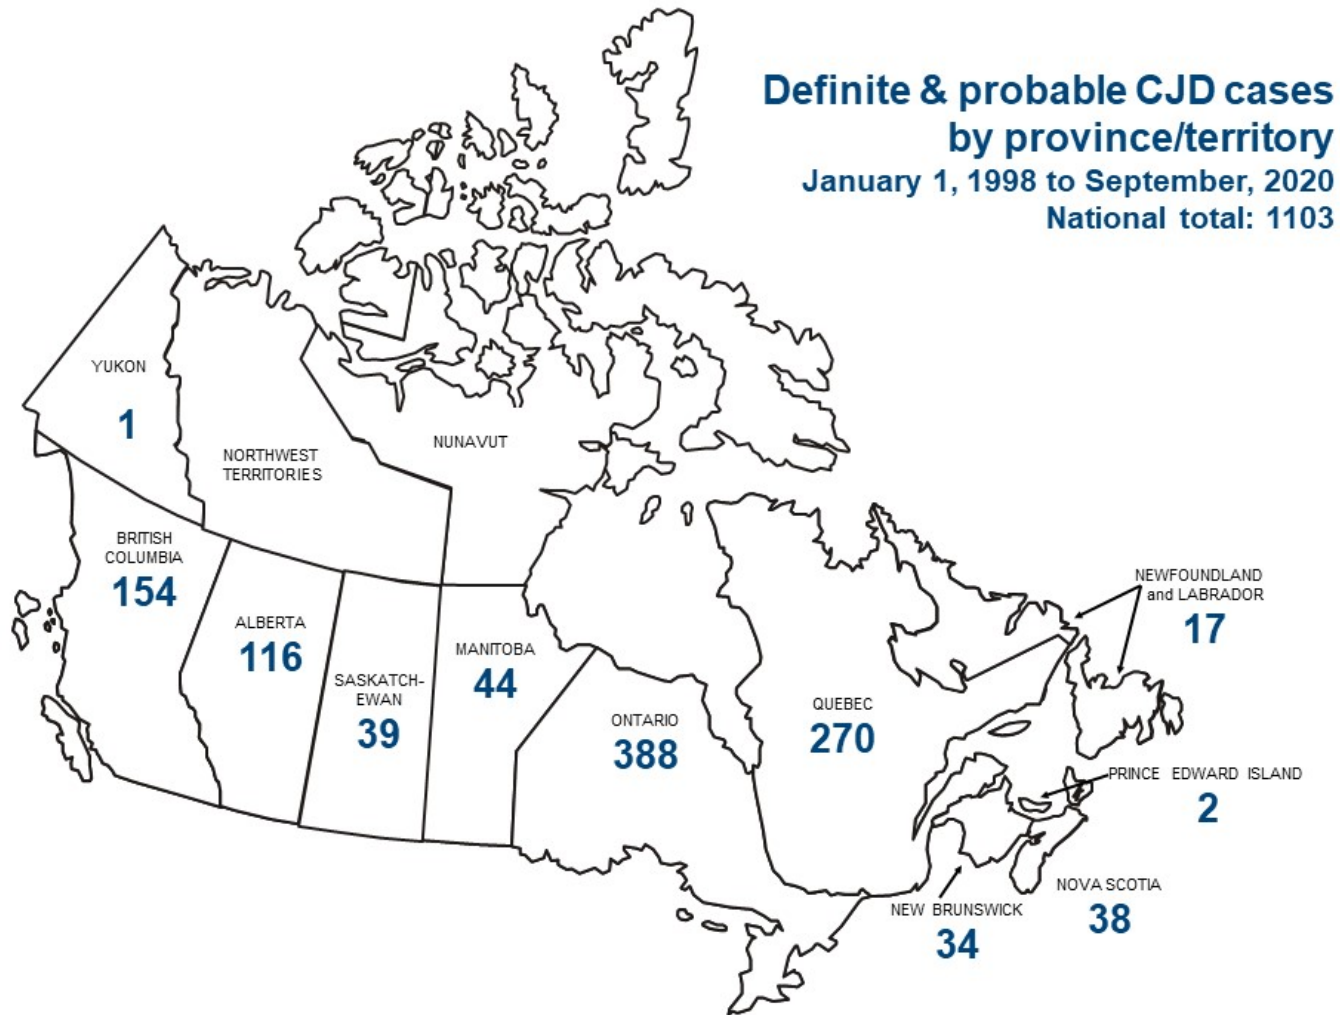 Definite & probable CJD cases
by province/territory
January 1, 1998 to September, 2020
National total: 1103
YUKON
1
NORTHWEST
TERRITORIES
NUNAVUT
BRITISH
COLUMBIA
154
ALBERTA
116
SASKATCH-
EWAN
39
MANITOBA
44
ONTARIO
388
QUEBEC
270
NEWFOUNDLAND
and LABRADOR
17
PRINCE EDWARD ISLAND
2
NOVA SCOTIA
38
NEW BRUNSWICK
34